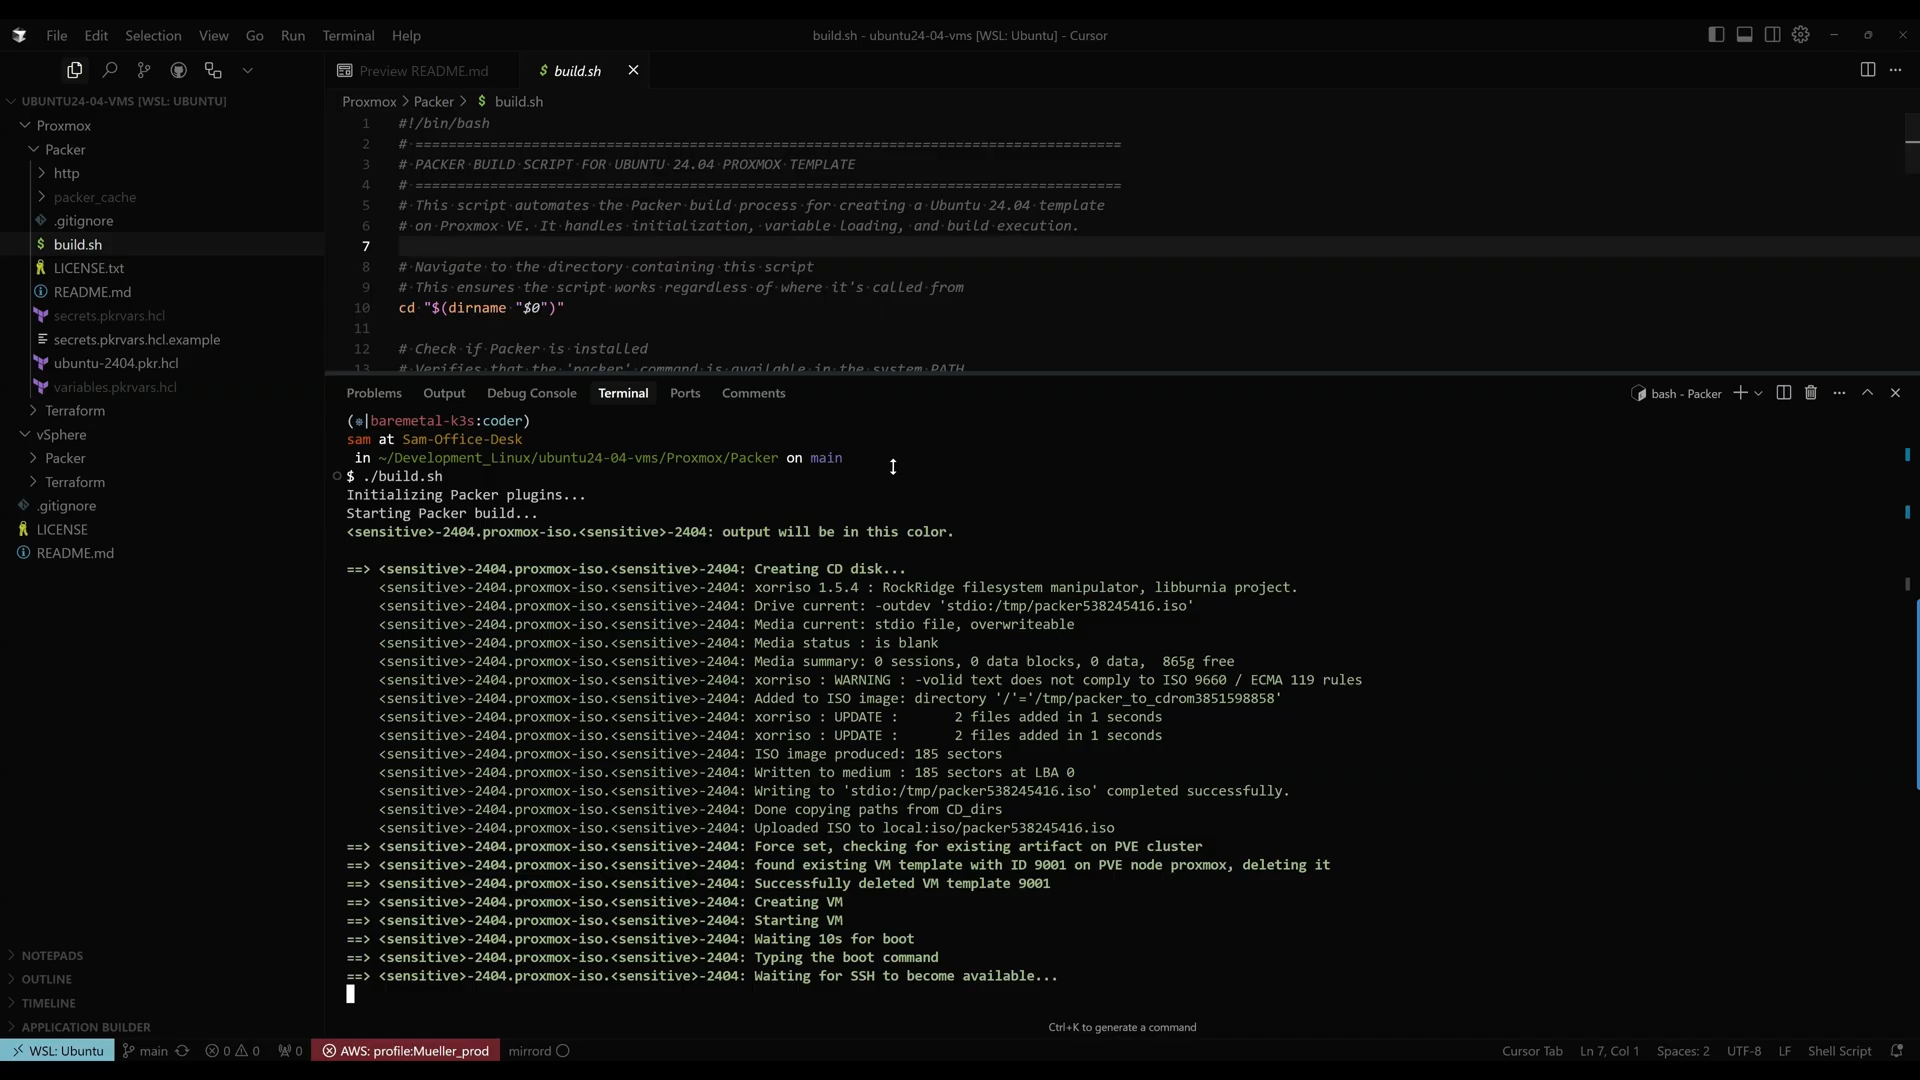 File Edit Selection View Go Run Terminal Help
build.sh - ubuntu24-04-vms [WSL: Ubuntu] - Cursor
UBUNTU24-04-VMS [WSL: UBUNTU]
Proxmox
Packer
http
packer_cache
.gitignore
build.sh
LICENSE.txt
README.md
secrets.pkrvars.hcl
secrets.pkrvars.hcl.example
ubuntu-2404.pkr.hcl
variables.pkrvars.hcl
Terraform
vSphere
Packer
Terraform
.gitignore
LICENSE
README.md
NOTEPADS
OUTLINE
TIMELINE
APPLICATION BUILDER
Preview README.md
$ build.sh
Proxmox > Packer > $ build.sh
1 #!/bin/bash
2 # =====================================================================================
3 # PACKER BUILD SCRIPT FOR UBUNTU 24.04 PROXMOX TEMPLATE
4 # =====================================================================================
5 # This script automates the Packer build process for creating a Ubuntu 24.04 template
6 # on Proxmox VE. It handles initialization, variable loading, and build execution.
7
8 # Navigate to the directory containing this script
9 # This ensures the script works regardless of where it's called from
10 cd "$(dirname "$0")"
11
12 # Check if Packer is installed
13 # Verifies that the 'packer' command is available in the system PATH
Problems Output Debug Console Terminal Ports Comments
bash - Packer
(⎈|baremetal-k3s:coder)
sam at Sam-Office-Desk
in ~/Development_Linux/ubuntu24-04-vms/Proxmox/Packer on main
$ ./build.sh
Initializing Packer plugins...
Starting Packer build...
<sensitive>-2404.proxmox-iso.<sensitive>-2404: output will be in this color.
==> <sensitive>-2404.proxmox-iso.<sensitive>-2404: Creating CD disk...
<sensitive>-2404.proxmox-iso.<sensitive>-2404: xorriso 1.5.4 : RockRidge filesystem manipulator, libburnia project.
<sensitive>-2404.proxmox-iso.<sensitive>-2404: Drive current: -outdev 'stdio:/tmp/packer538245416.iso'
<sensitive>-2404.proxmox-iso.<sensitive>-2404: Media current: stdio file, overwriteable
<sensitive>-2404.proxmox-iso.<sensitive>-2404: Media status : is blank
<sensitive>-2404.proxmox-iso.<sensitive>-2404: Media summary: 0 sessions, 0 data blocks, 0 data, 865g free
<sensitive>-2404.proxmox-iso.<sensitive>-2404: xorriso : WARNING : -volid text does not comply to ISO 9660 / ECMA 119 rules
<sensitive>-2404.proxmox-iso.<sensitive>-2404: Added to ISO image: directory '/'='/tmp/packer_to_cdrom3851598858'
<sensitive>-2404.proxmox-iso.<sensitive>-2404: xorriso : UPDATE : 2 files added in 1 seconds
<sensitive>-2404.proxmox-iso.<sensitive>-2404: xorriso : UPDATE : 2 files added in 1 seconds
<sensitive>-2404.proxmox-iso.<sensitive>-2404: ISO image produced: 185 sectors
<sensitive>-2404.proxmox-iso.<sensitive>-2404: Written to medium : 185 sectors at LBA 0
<sensitive>-2404.proxmox-iso.<sensitive>-2404: Writing to 'stdio:/tmp/packer538245416.iso' completed successfully.
<sensitive>-2404.proxmox-iso.<sensitive>-2404: Done copying paths from CD_dirs
<sensitive>-2404.proxmox-iso.<sensitive>-2404: Uploaded ISO to local:iso/packer538245416.iso
==> <sensitive>-2404.proxmox-iso.<sensitive>-2404: Force set, checking for existing artifact on PVE cluster
==> <sensitive>-2404.proxmox-iso.<sensitive>-2404: found existing VM template with ID 9001 on PVE node proxmox, deleting it
==> <sensitive>-2404.proxmox-iso.<sensitive>-2404: Successfully deleted VM template 9001
==> <sensitive>-2404.proxmox-iso.<sensitive>-2404: Creating VM
==> <sensitive>-2404.proxmox-iso.<sensitive>-2404: Starting VM
==> <sensitive>-2404.proxmox-iso.<sensitive>-2404: Waiting 10s for boot
==> <sensitive>-2404.proxmox-iso.<sensitive>-2404: Typing the boot command
==> <sensitive>-2404.proxmox-iso.<sensitive>-2404: Waiting for SSH to become available...
Ctrl+K to generate a command
WSL: Ubuntu main 0 0 0 AWS: profile:Mueller_prod mirrord Cursor Tab Ln 7, Col 1 Spaces: 2 UTF-8 LF Shell Script